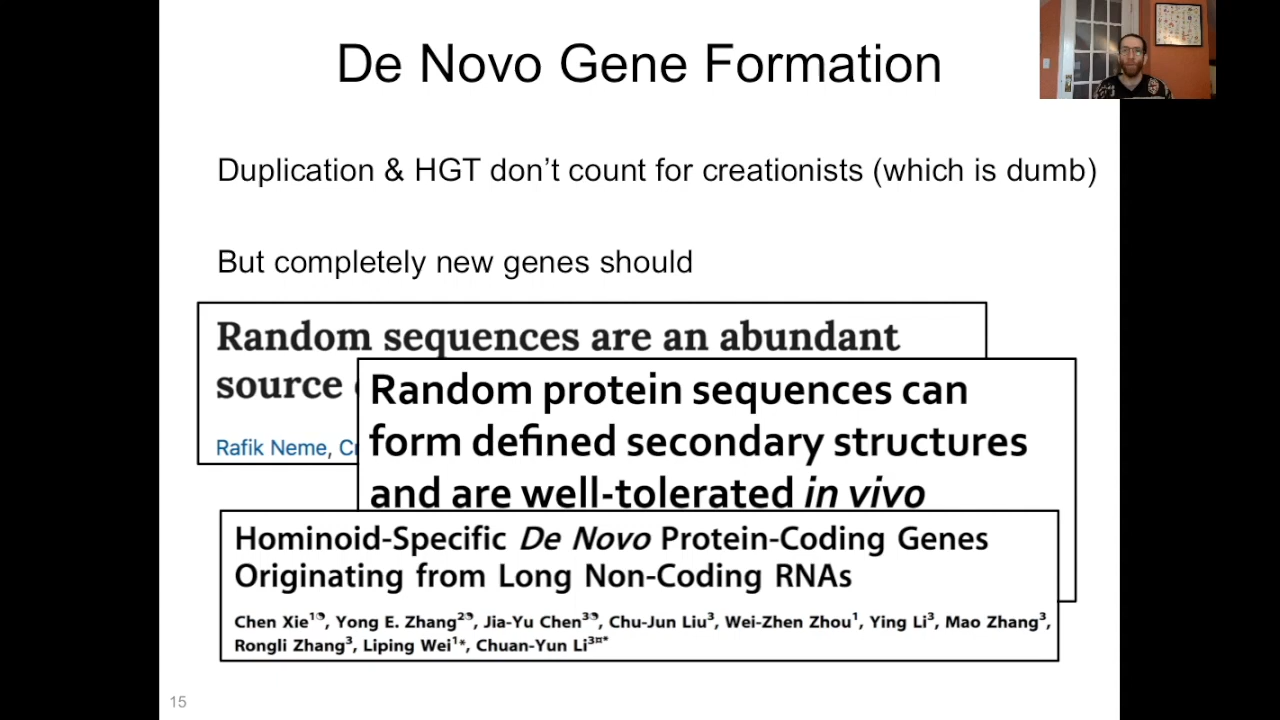 De Novo Gene Formation
Duplication & HGT don’t count for creationists (which is dumb)
But completely new genes should
Random sequences are an abundant
source
Rafik Neme,
Random protein sequences can
form defined secondary structures
and are well-tolerated in vivo
Hominoid-Specific De Novo Protein-Coding Genes
Originating from Long Non-Coding RNAs
Chen Xie1, Yong E. Zhang2, Jia-Yu Chen3, Chu-Jun Liu3, Wei-Zhen Zhou1, Ying Li3, Mao Zhang3,
Rongli Zhang3, Liping Wei1*, Chuan-Yun Li3¤*
15